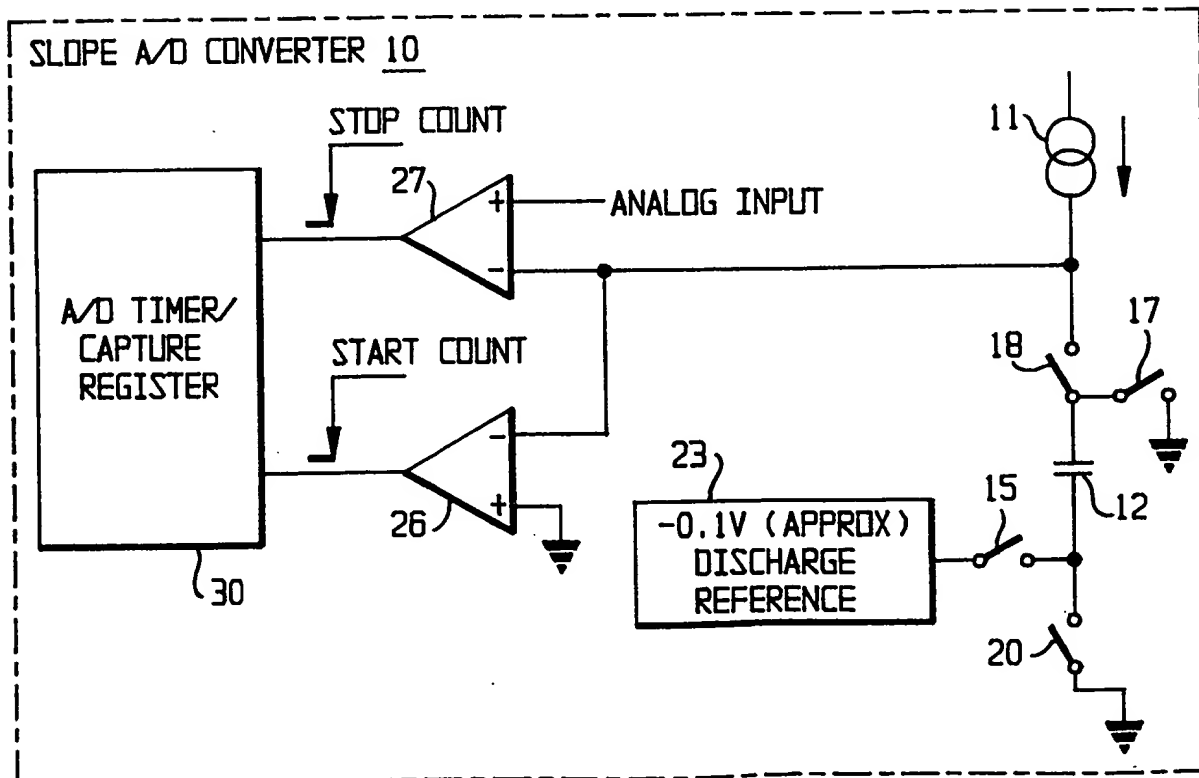 SLOPE A/D CONVERTER 10
STOP COUNT
11
27
+
ANALOG INPUT
-
A/D TIMER/
CAPTURE
REGISTER
START COUNT
18
17
-
23
15
12
-0.1V (APPROX)
DISCHARGE
REFERENCE
+
26
30
20